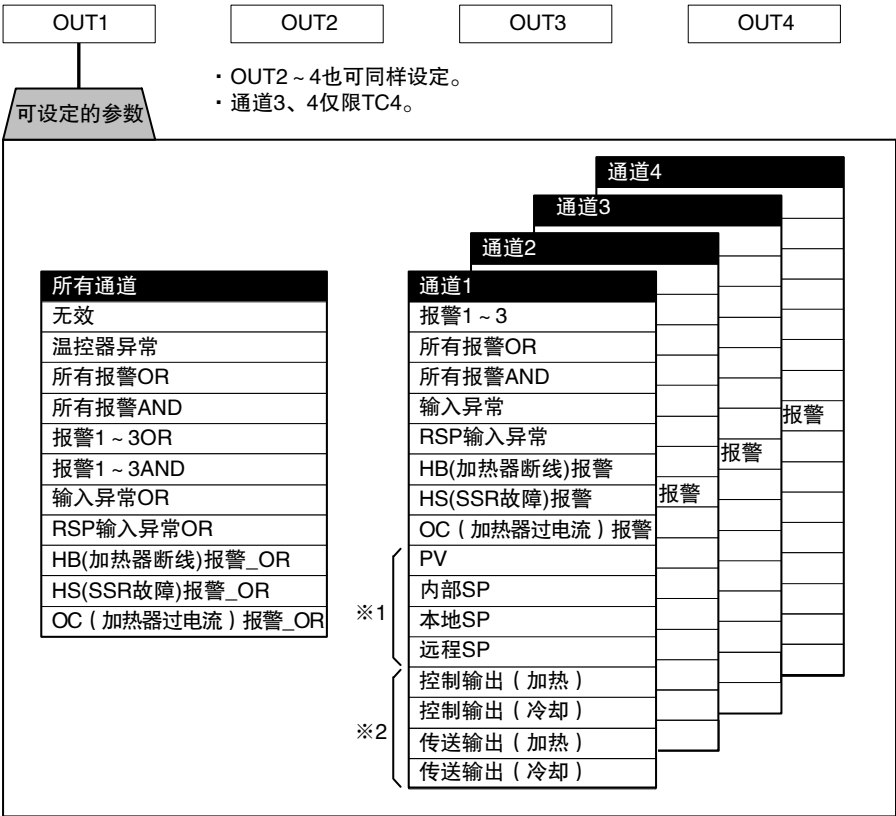 OUT1
OUT2
OUT3
OUT4
・OUT2～4也可同样设定。
・通道3、4仅限TC4。
可设定的参数
通道4
通道3
通道2
所有通道
无效
温控器异常
所有报警OR
所有报警AND
报警1～3OR
报警1～3AND
输入异常OR
RSP输入异常OR
HB(加热器断线)报警_OR
HS(SSR故障)报警_OR
OC（加热器过电流）报警_OR
通道1
报警1～3
所有报警OR
所有报警AND
输入异常
RSP输入异常
HB(加热器断线)报警
HS(SSR故障)报警
OC（加热器过电流）报警
PV
内部SP
本地SP
远程SP
控制输出（加热）
控制输出（冷却）
传送输出（加热）
传送输出（冷却）
※1
※2
报警
报警
报警